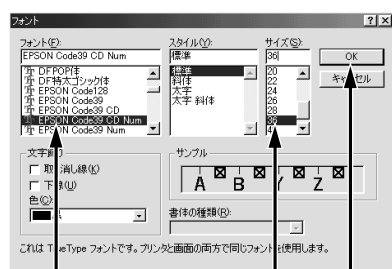 フォント
フォント(F):
EPSON Code39 CD Num
DFPOP体
DF特太ゴシック体
EPSON Code128
EPSON Code39
EPSON Code39 CD
EPSON Code39 CD Num
EPSON Code39 Num
スタイル(Y):
標準
標準
斜体
太字
太字 斜体
サイズ(S):
36
20
22
24
26
28
36
OK
キャンセル
文字飾り
取り消し線(K)
下線(U)
色(C):
黒
サンプル
A B Y Z
書体の種類(R):
これは TrueType フォントです。プリンタと画面の両方で同じフォントを使用します。